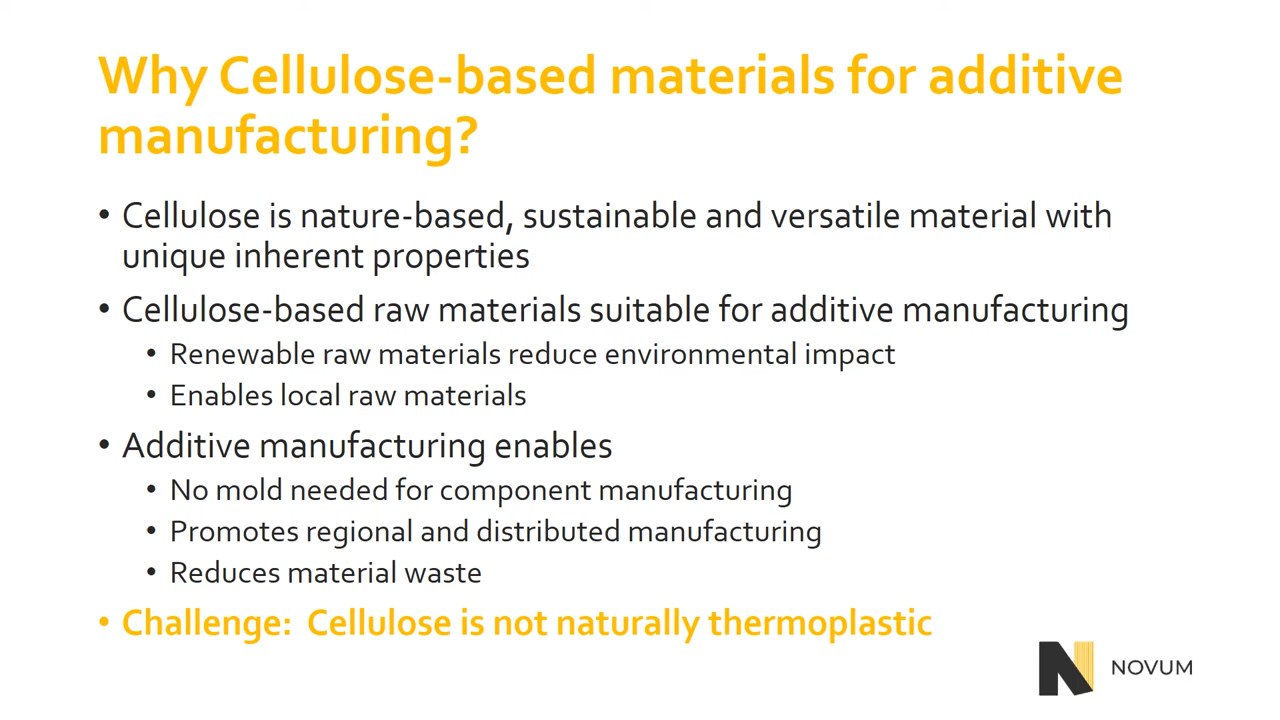 Why Cellulose-based materials for additive
manufacturing?
• Cellulose is nature-based, sustainable and versatile material with
unique inherent properties
• Cellulose-based raw materials suitable for additive manufacturing
• Renewable raw materials reduce environmental impact
• Enables local raw materials
• Additive manufacturing enables
• No mold needed for component manufacturing
• Promotes regional and distributed manufacturing
• Reduces material waste
• Challenge:  Cellulose is not naturally thermoplastic
NOVUM